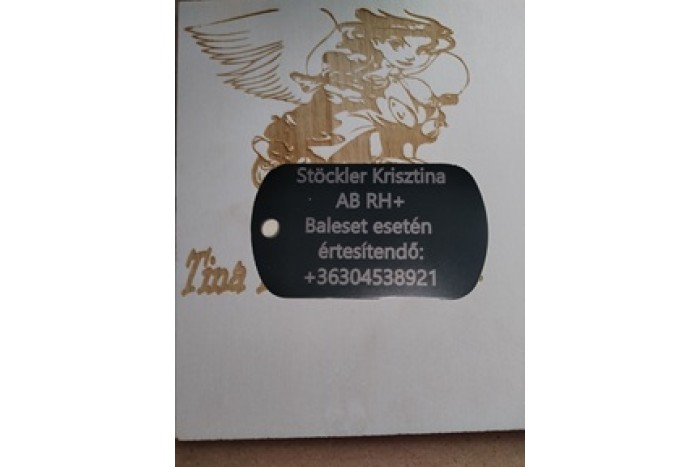 Stöckler Krisztina
AB RH+
Baleset esetén
értesítendő:
+36304538921
Tina